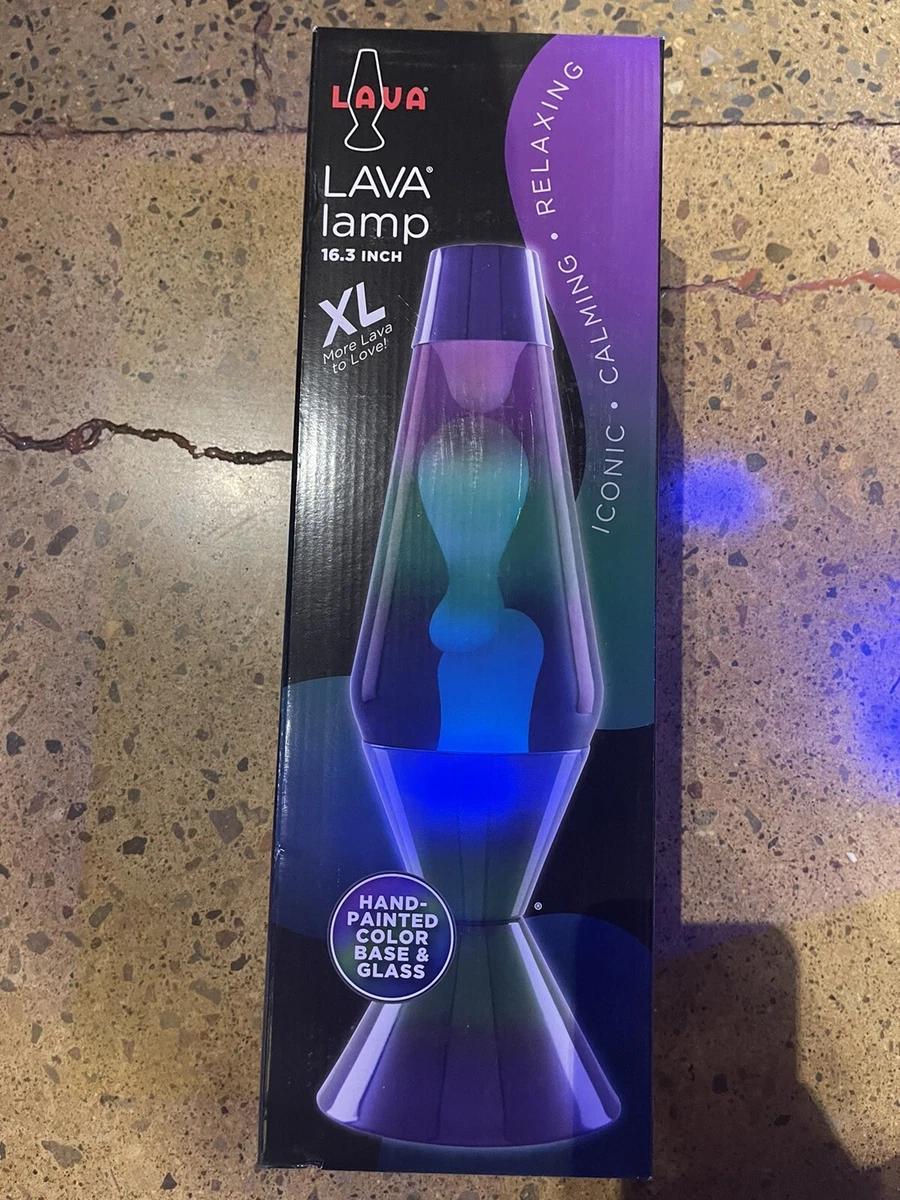 LAVA®
LAVA®
lamp
16.3 INCH
XL
More Lava
to Love!
ICONIC • CALMING • RELAXING
HAND-
PAINTED
COLOR
BASE &
GLASS
®